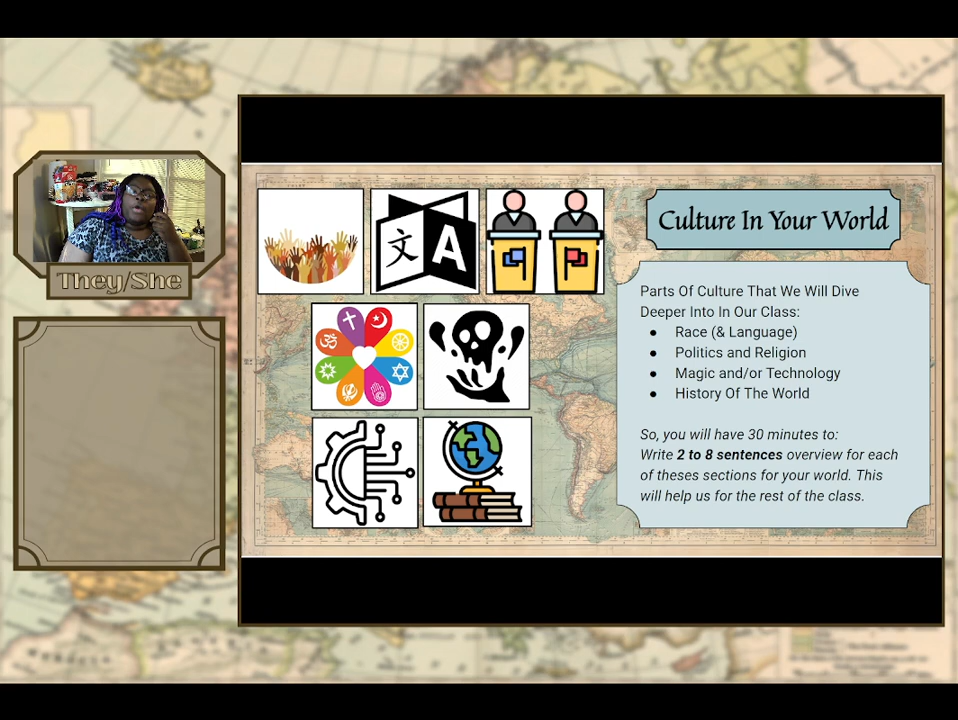 They/She
文 A
Culture In Your World
Parts Of Culture That We Will Dive
Deeper Into In Our Class:
● Race (& Language)
● Politics and Religion
● Magic and/or Technology
● History Of The World
So, you will have 30 minutes to:
Write 2 to 8 sentences overview for each
of theses sections for your world. This
will help us for the rest of the class.